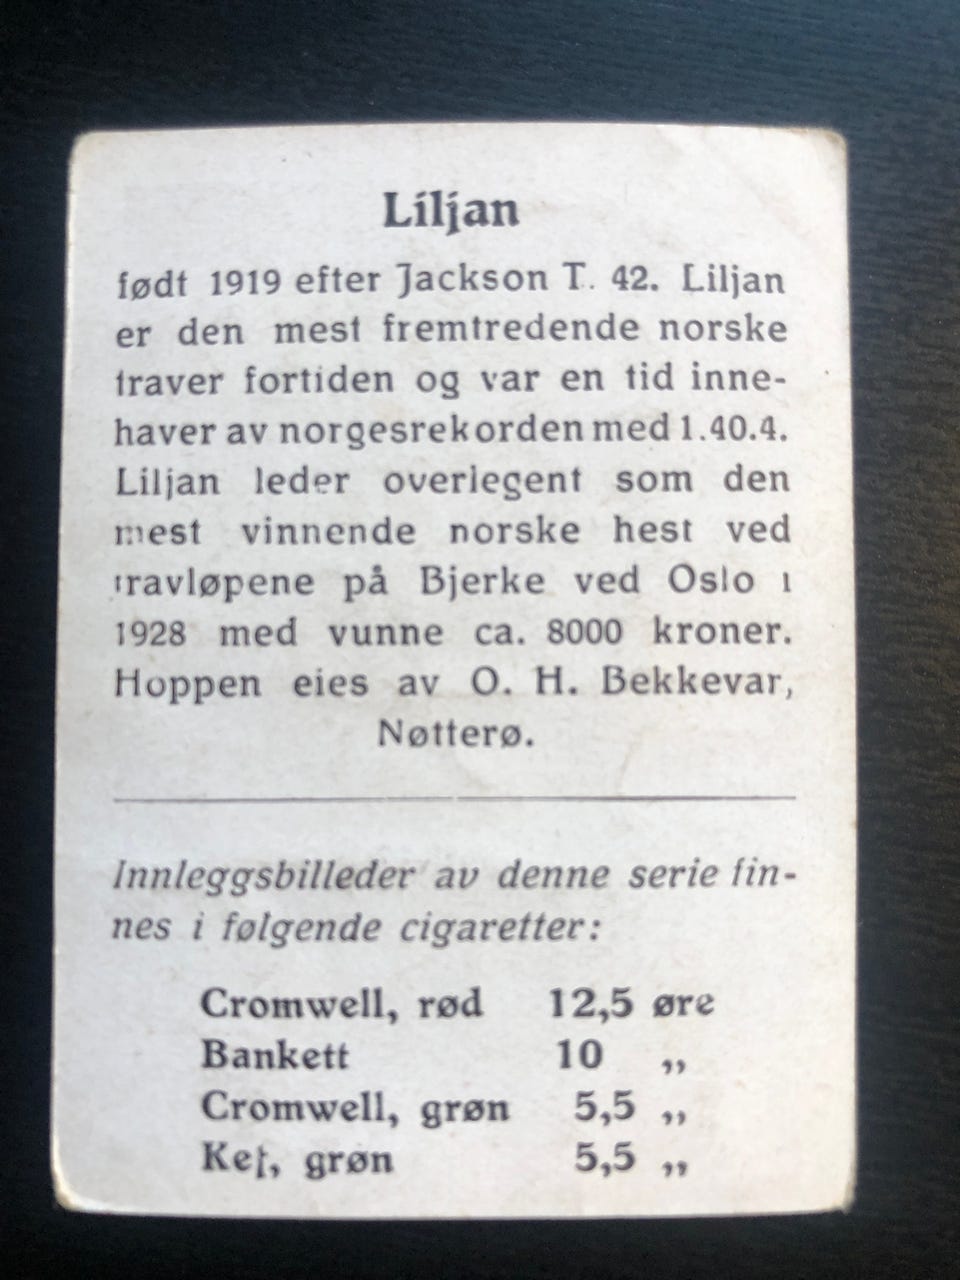 Liljan
født 1919 efter Jackson T. 42. Liljan
er den mest fremtredende norske
traver fortiden og var en tid inne-
haver av norgesrekorden med 1.40.4.
Liljan leder overlegent som den
mest vinnende norske hest ved
travløpene på Bjerke ved Oslo i
1928 med vunne ca. 8000 kroner.
Hoppen eies av O. H. Bekkevar,
Nøtterø.
Innleggsbilleder av denne serie fin-
nes i følgende cigaretter:
Cromwell, rød 12,5 øre
Bankett 10 „
Cromwell, grøn 5,5 „
grøn 5,5 „